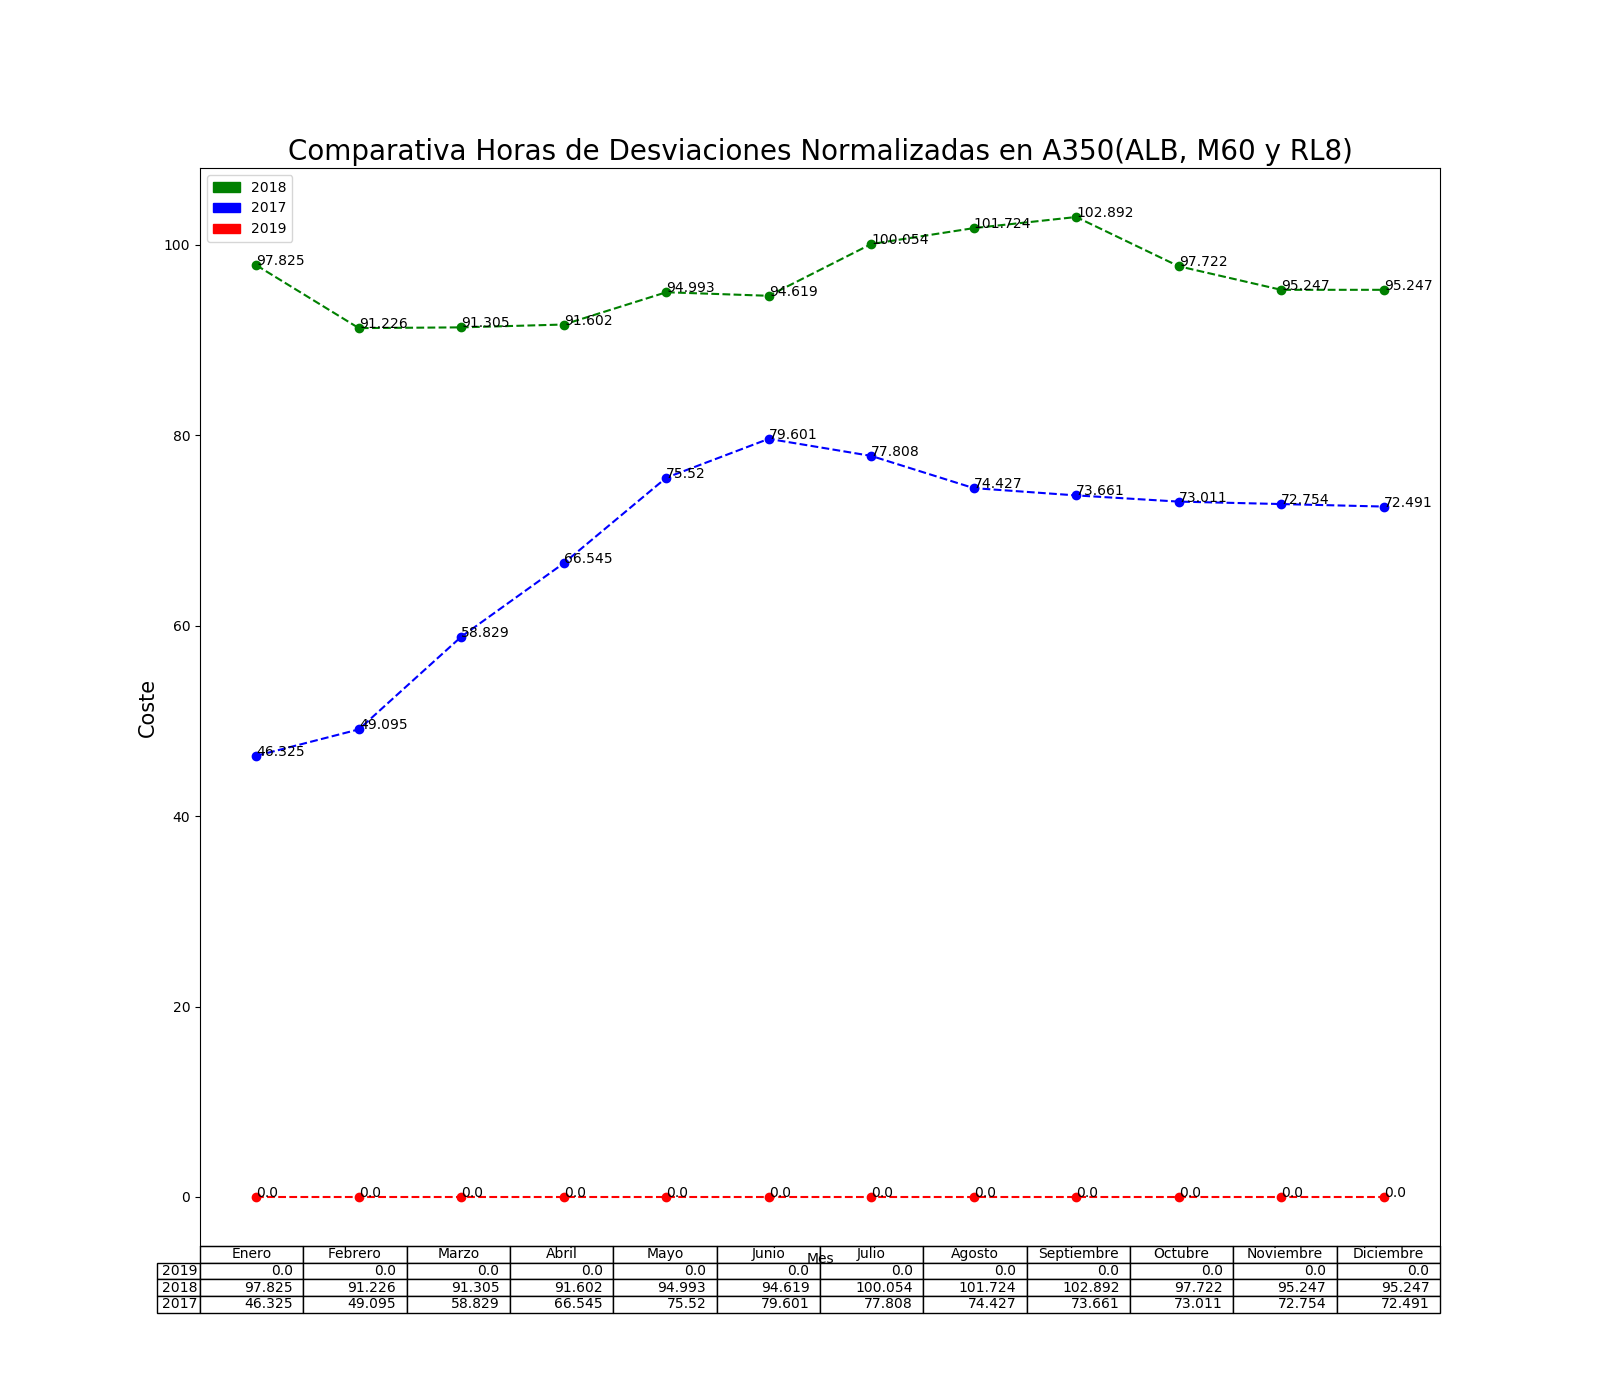 Comparativa Horas de Desviaciones Normalizadas en A350(ALB, M60 y RL8)
2018
2017
2019
100
80
60
40
20
0
Coste
97.825 91.226 91.305 91.602 94.993 94.619 100.054 101.724 102.892 97.722 95.247 95.247
46.325 49.095 58.829 66.545 75.52 79.601 77.808 74.427 73.661 73.011 72.754 72.491
0.0 0.0 0.0 0.0 0.0 0.0 0.0 0.0 0.0 0.0 0.0 0.0
Mes
Enero Febrero Marzo Abril Mayo Junio Julio Agosto Septiembre Octubre Noviembre Diciembre
2019 0.0 0.0 0.0 0.0 0.0 0.0 0.0 0.0 0.0 0.0 0.0 0.0
2018 97.825 91.226 91.305 91.602 94.993 94.619 100.054 101.724 102.892 97.722 95.247 95.247
2017 46.325 49.095 58.829 66.545 75.52 79.601 77.808 74.427 73.661 73.011 72.754 72.491